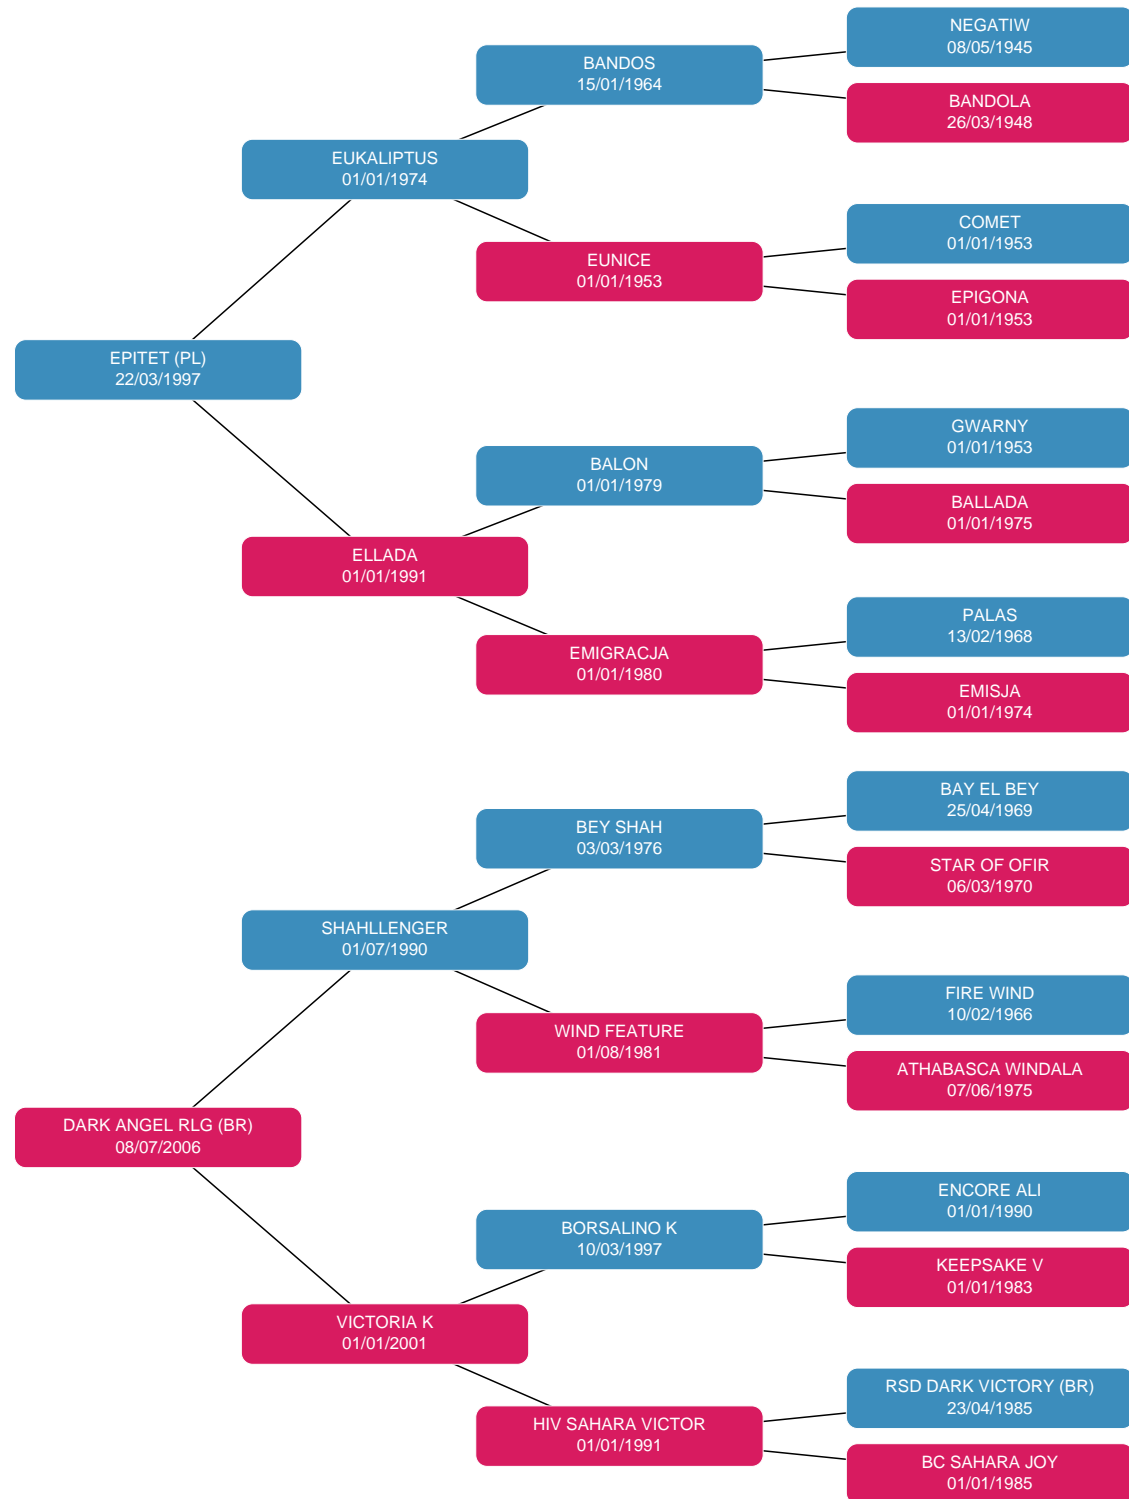 NEGATIW
08/05/1945
BANDOS
15/01/1964
BANDOLA
26/03/1948
EUKALIPTUS
01/01/1974
COMET
01/01/1953
EUNICE
01/01/1953
EPIGONA
01/01/1953
EPITET (PL)
22/03/1997
GWARNY
01/01/1953
BALON
01/01/1979
BALLADA
01/01/1975
ELLADA
01/01/1991
PALAS
13/02/1968
EMIGRACJA
01/01/1980
EMISJA
01/01/1974
BAY EL BEY
25/04/1969
BEY SHAH
03/03/1976
STAR OF OFIR
06/03/1970
SHAHLLENGER
01/07/1990
FIRE WIND
10/02/1966
WIND FEATURE
01/08/1981
ATHABASCA WINDALA
07/06/1975
DARK ANGEL RLG (BR)
08/07/2006
ENCORE ALI
01/01/1990
BORSALINO K
10/03/1997
KEEPSAKE V
01/01/1983
VICTORIA K
01/01/2001
RSD DARK VICTORY (BR)
23/04/1985
HIV SAHARA VICTOR
01/01/1991
BC SAHARA JOY
01/01/1985